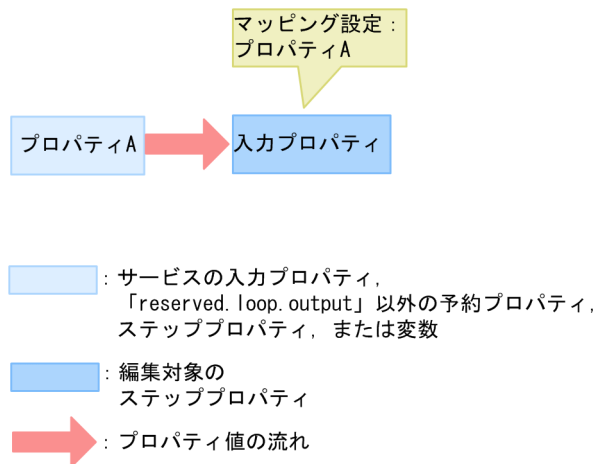 マッピング設定：
プロパティA
プロパティA
入力プロパティ
：サービスの入力プロパティ，
「reserved.loop.output」以外の予約プロパティ，
ステッププロパティ，または変数
：編集対象の
ステッププロパティ
：プロパティ値の流れ